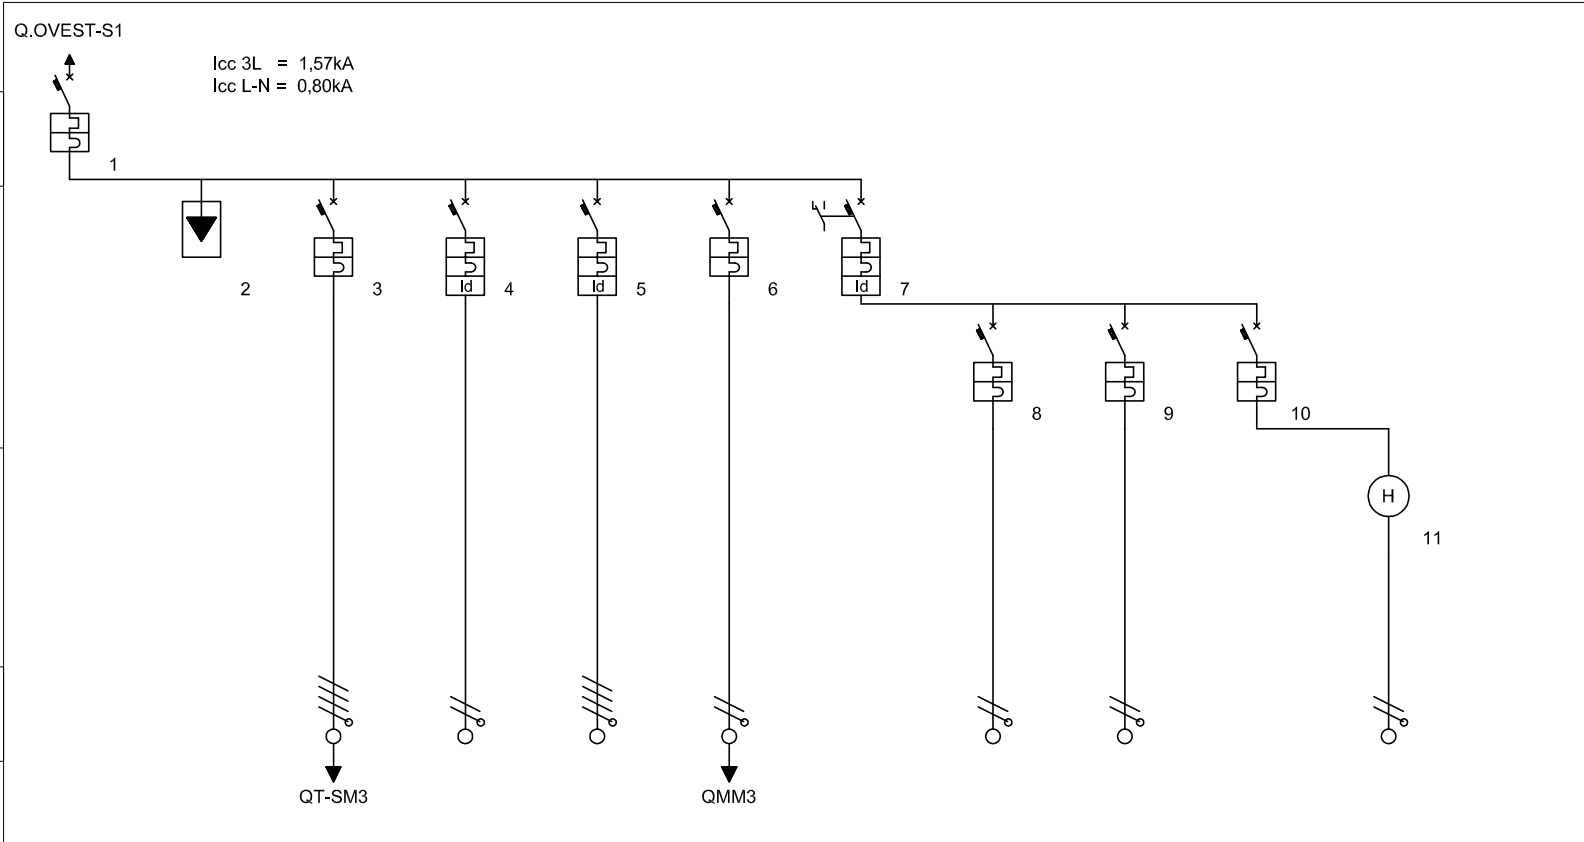 Q.OVEST-S1
Icc 3L = 1,57kA
Icc L-N = 0,80kA
1
2
3
Id
4
Id
5
6
Id
7
8
9
10
H
11
QT-SM3
QMM3